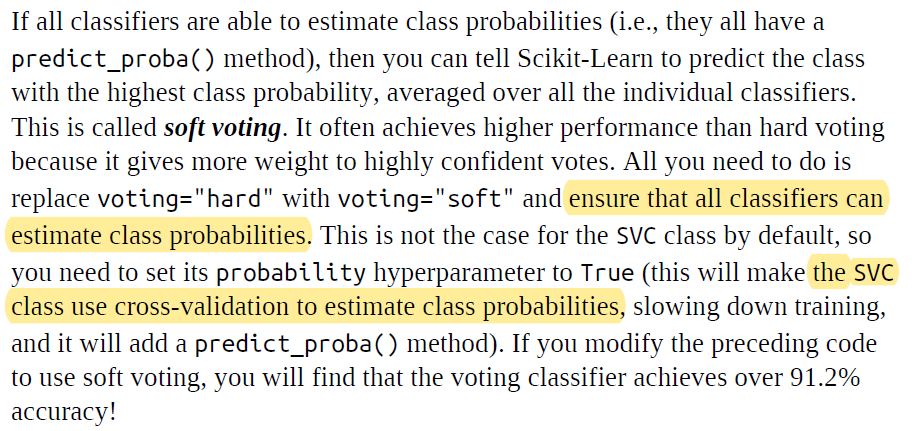 If all classifiers are able to estimate class probabilities (i.e., they all have a
predict_proba() method), then you can tell Scikit-Learn to predict the class
with the highest class probability, averaged over all the individual classifiers.
This is called soft voting. It often achieves higher performance than hard voting
because it gives more weight to highly confident votes. All you need to do is
replace voting="hard" with voting="soft" and ensure that all classifiers can
estimate class probabilities. This is not the case for the SVC class by default, so
you need to set its probability hyperparameter to True (this will make the SVC
class use cross-validation to estimate class probabilities, slowing down training,
and it will add a predict_proba() method). If you modify the preceding code
to use soft voting, you will find that the voting classifier achieves over 91.2%
accuracy!